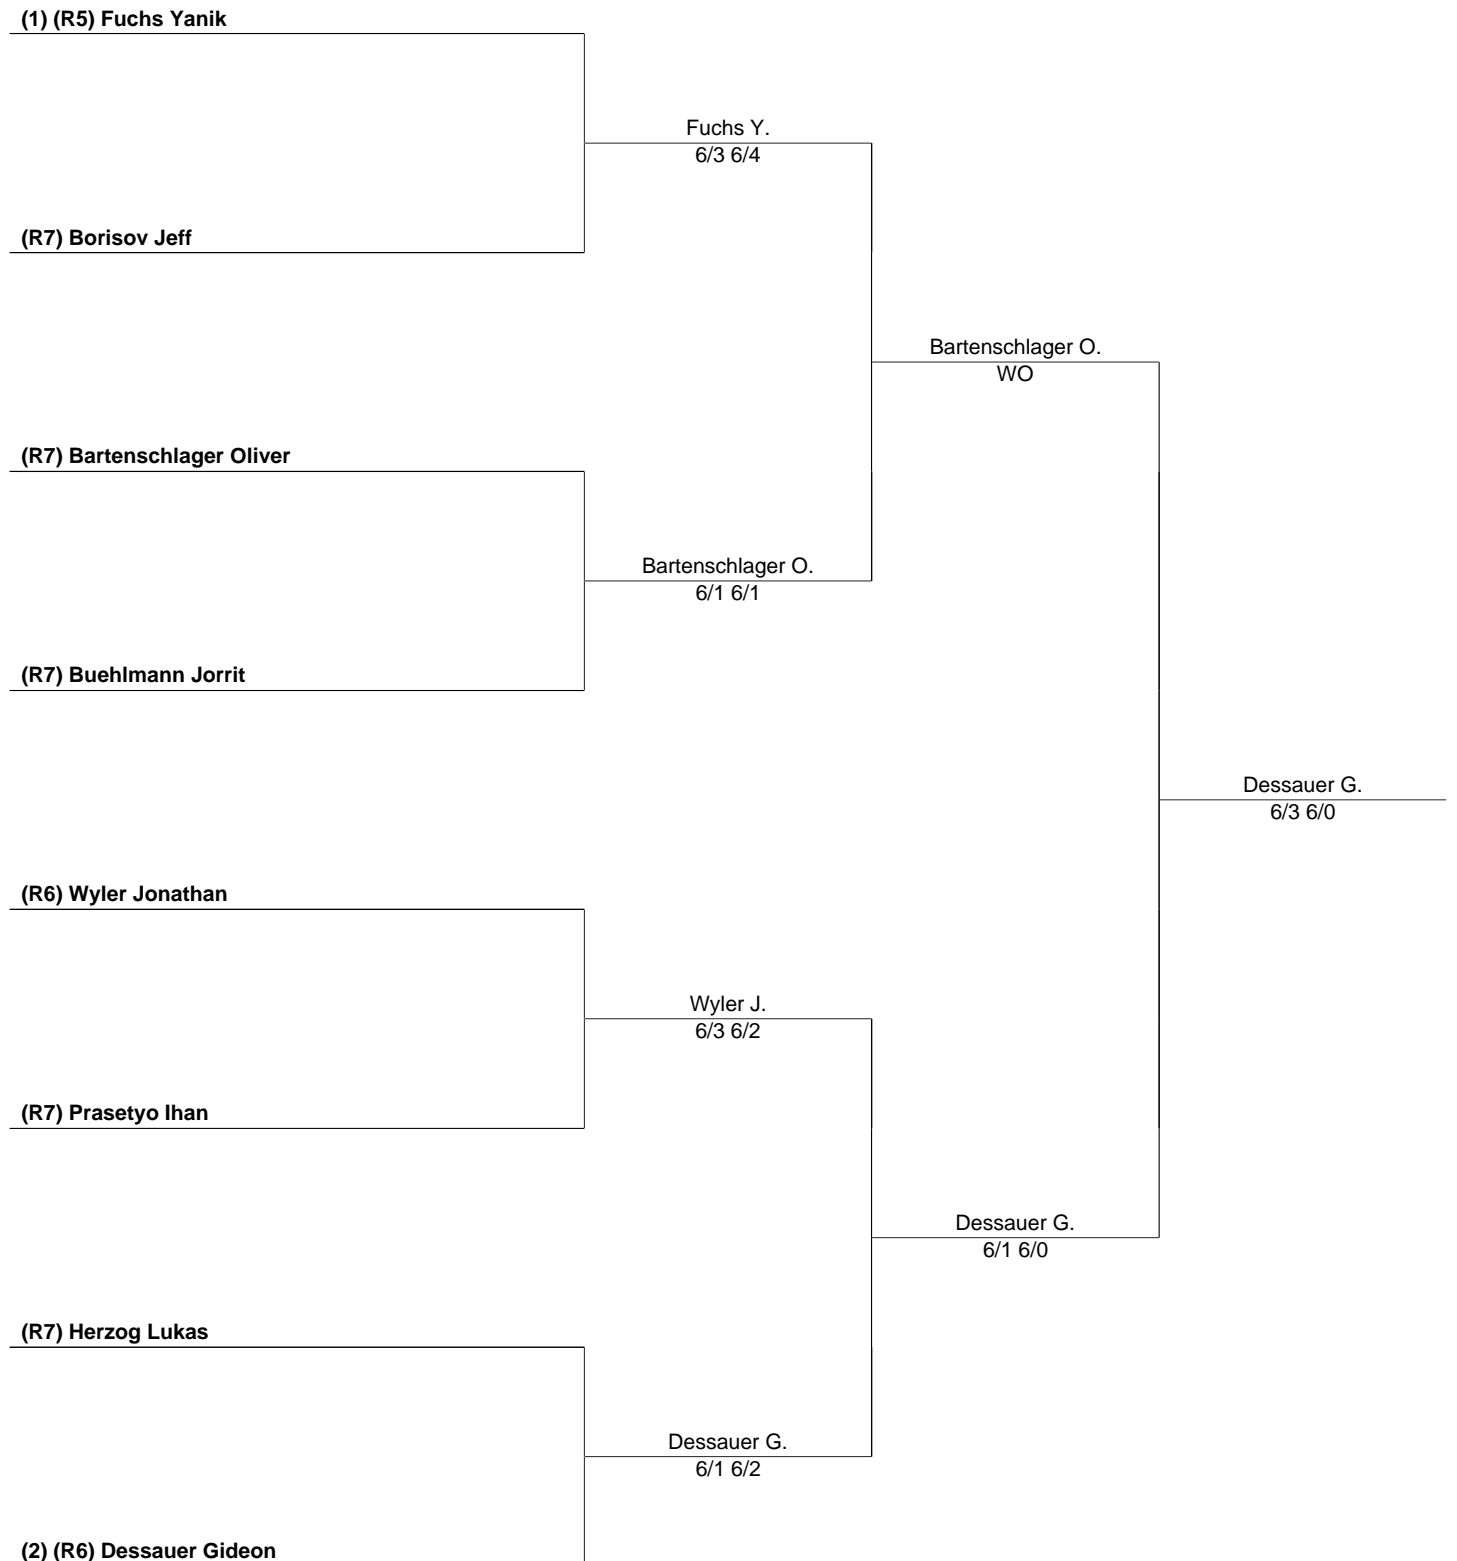 (1) (R5) Fuchs Yanik
Fuchs Y.
6/3 6/4
(R7) Borisov Jeff
Bartenschlager O.
WO
(R7) Bartenschlager Oliver
Bartenschlager O.
6/1 6/1
(R7) Buehlmann Jorrit
Dessauer G.
6/3 6/0
(R6) Wyler Jonathan
Wyler J.
6/3 6/2
(R7) Prasetyo Ihan
Dessauer G.
6/1 6/0
(R7) Herzog Lukas
Dessauer G.
6/1 6/2
(2) (R6) Dessauer Gideon